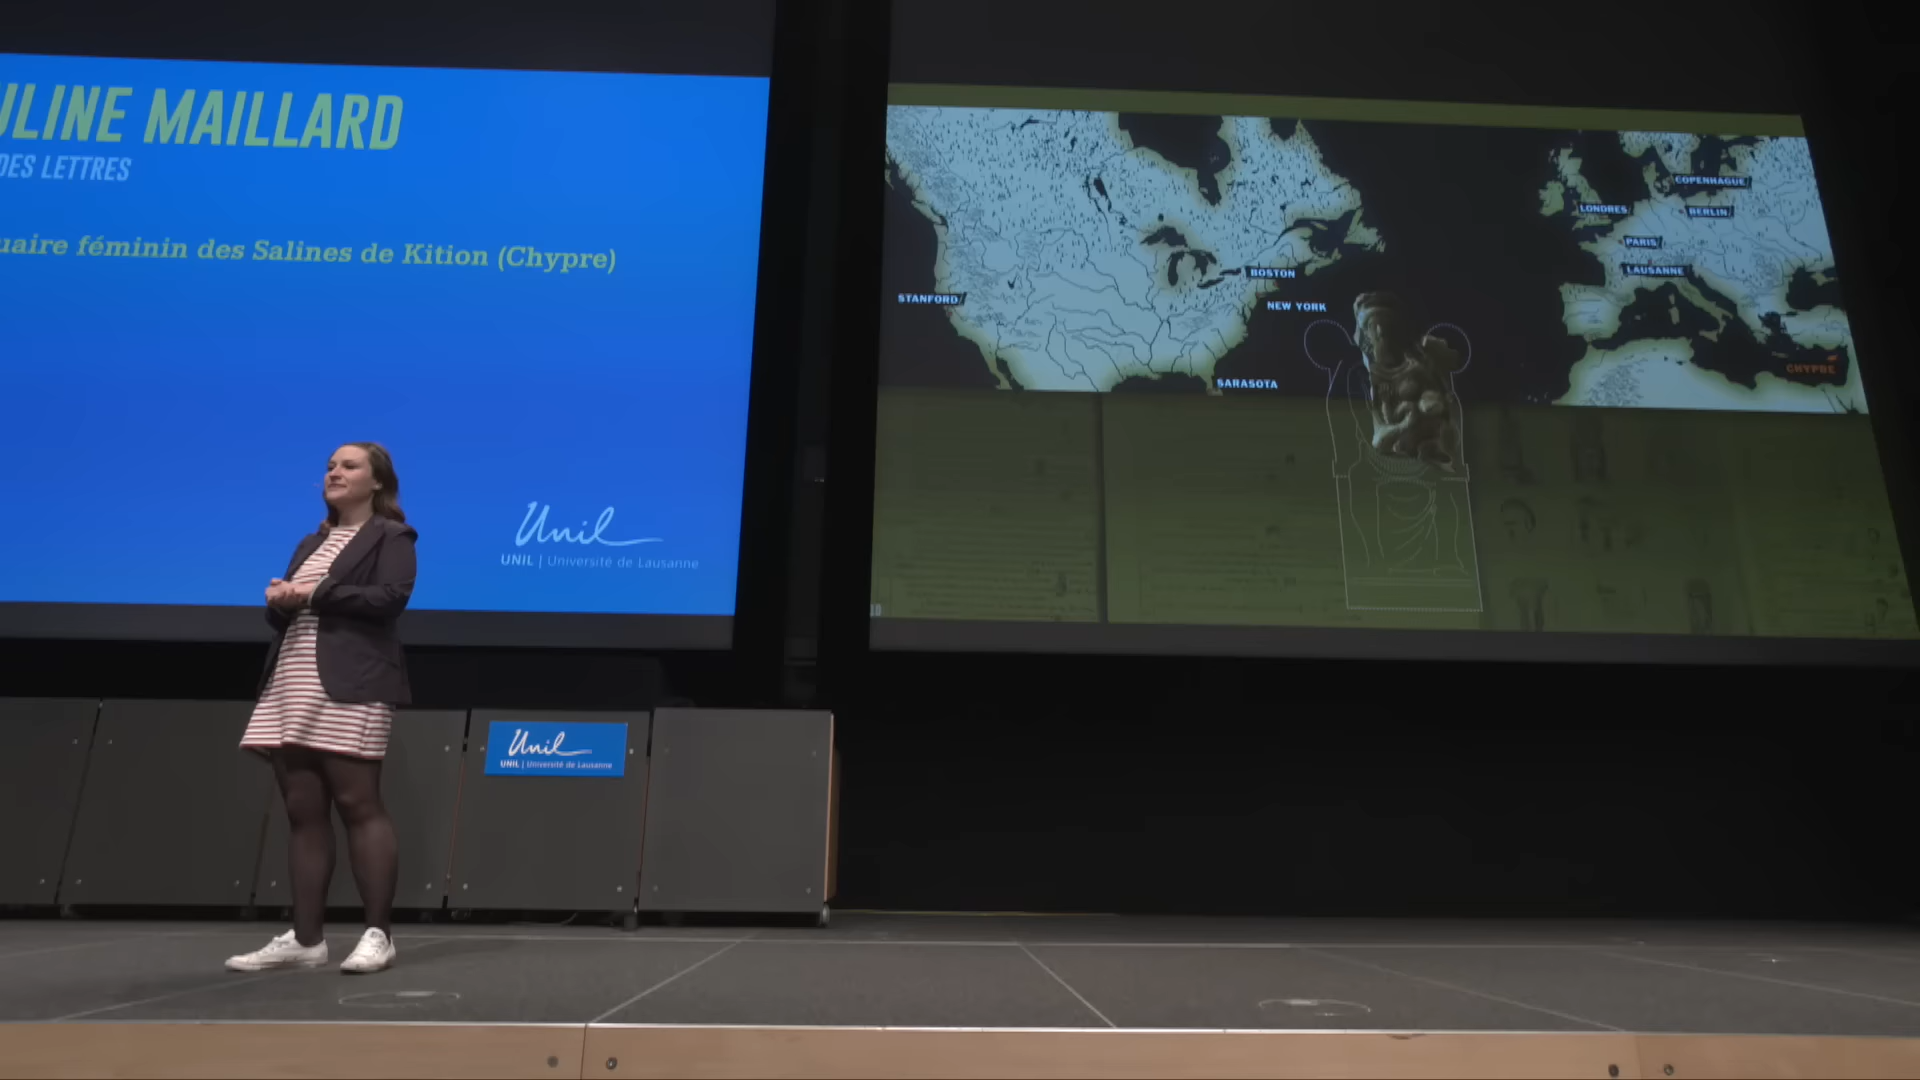 ULINE MAILLARD
DES LETTRES
uaire féminin des Salines de Kition (Chypre)
Unil
UNIL | Université de Lausanne
COPENHAGUE
LONDRES
BERLIN
PARIS
LAUSANNE
BOSTON
STANFORD
NEW YORK
SARASOTA
CHYPRE
Unil
UNIL | Université de Lausanne